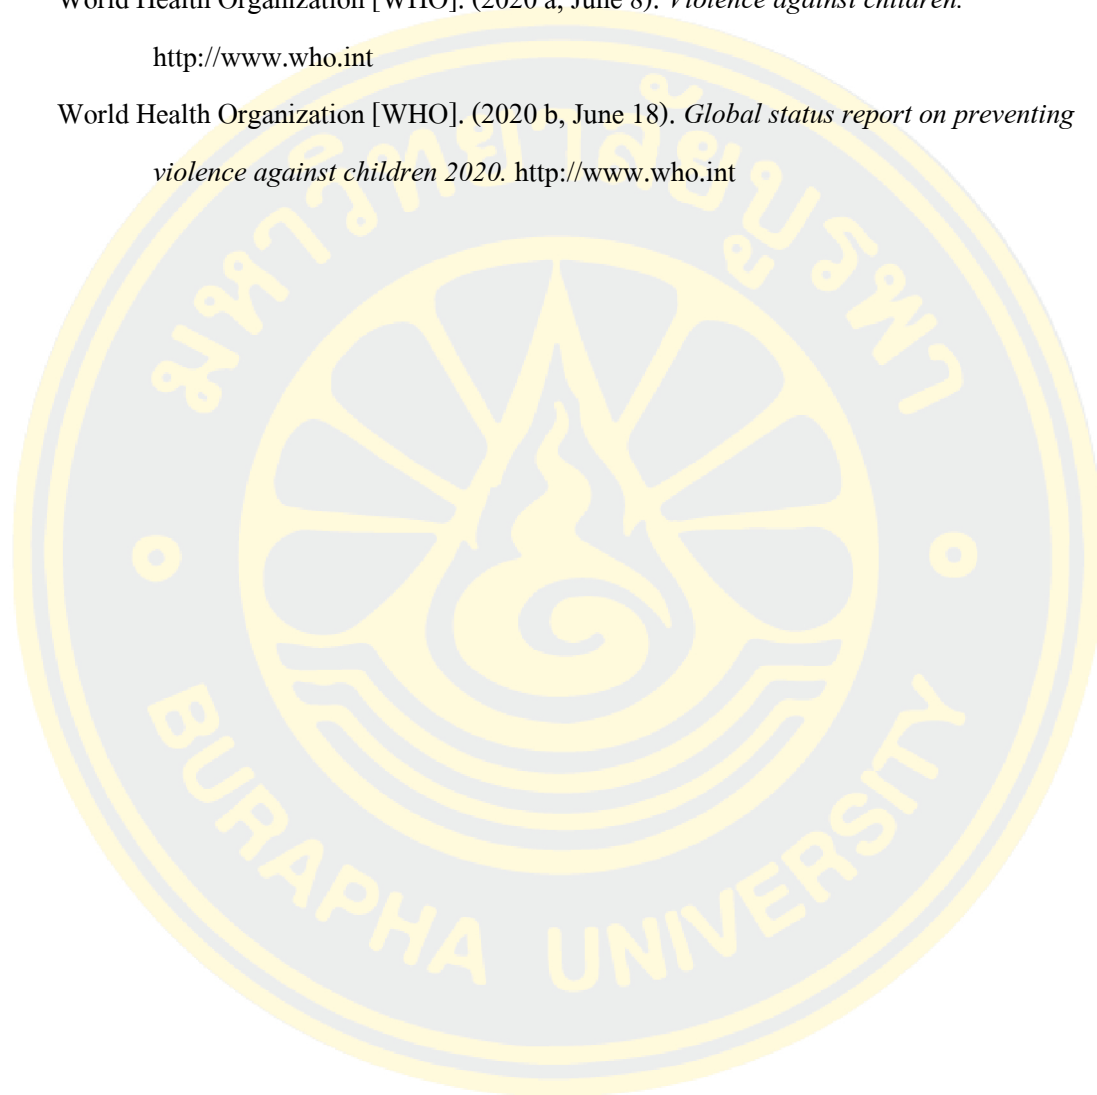 World Health Organization [WHO]. (2020 a, June 8). Violence against children.
http://www.who.int
World Health Organization [WHO]. (2020 b, June 18). Global status report on preventing
violence against children 2020. http://www.who.int
มหาวิทยาลัยบูรพา
BURAPHA UNIVERSITY